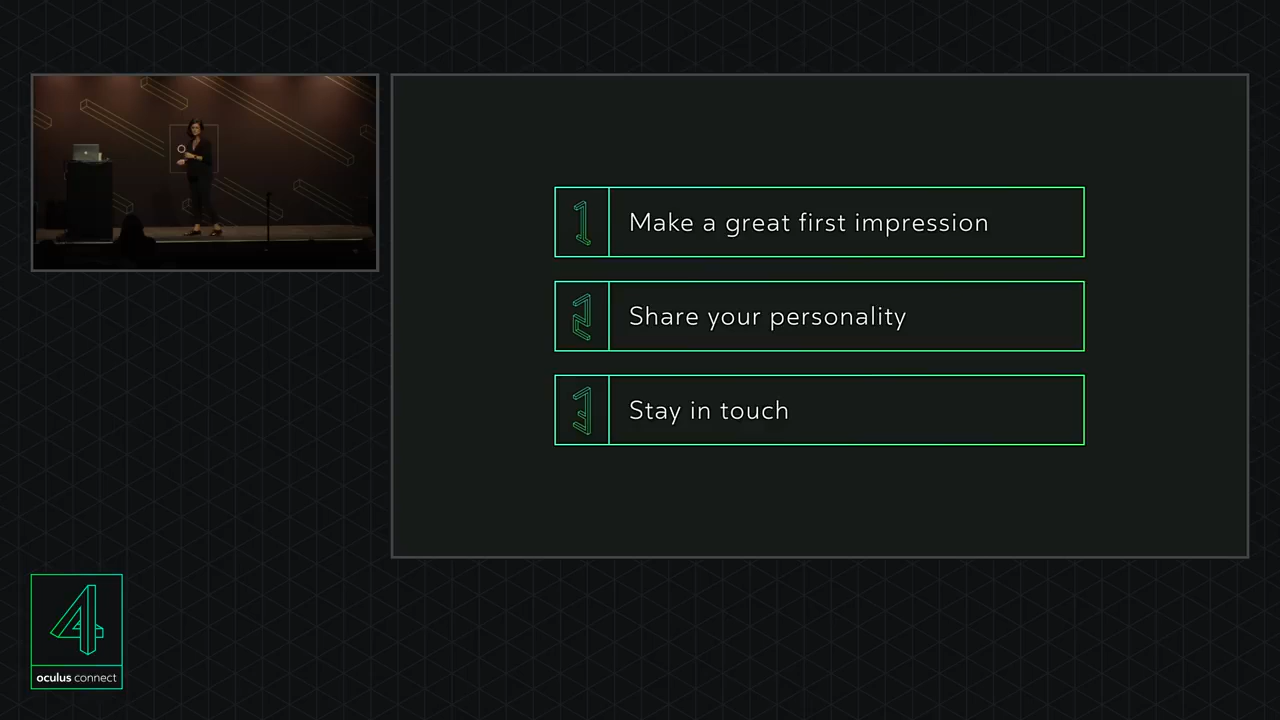 1 Make a great first impression
2 Share your personality
3 Stay in touch
4
oculus connect